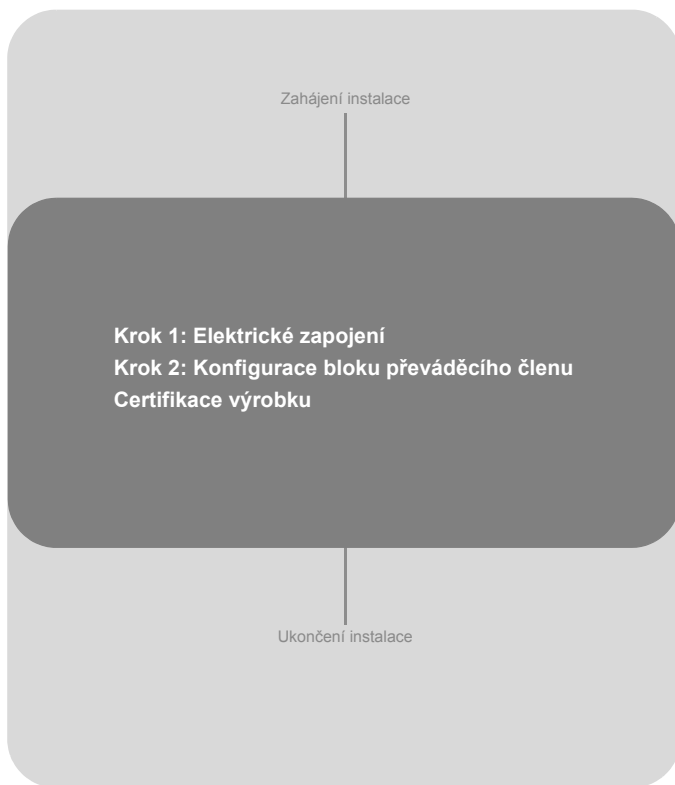 Zahájení instalace
Krok 1: Elektrické zapojení
Krok 2: Konfigurace bloku převáděcího členu
Certifikace výrobku
Ukončení instalace